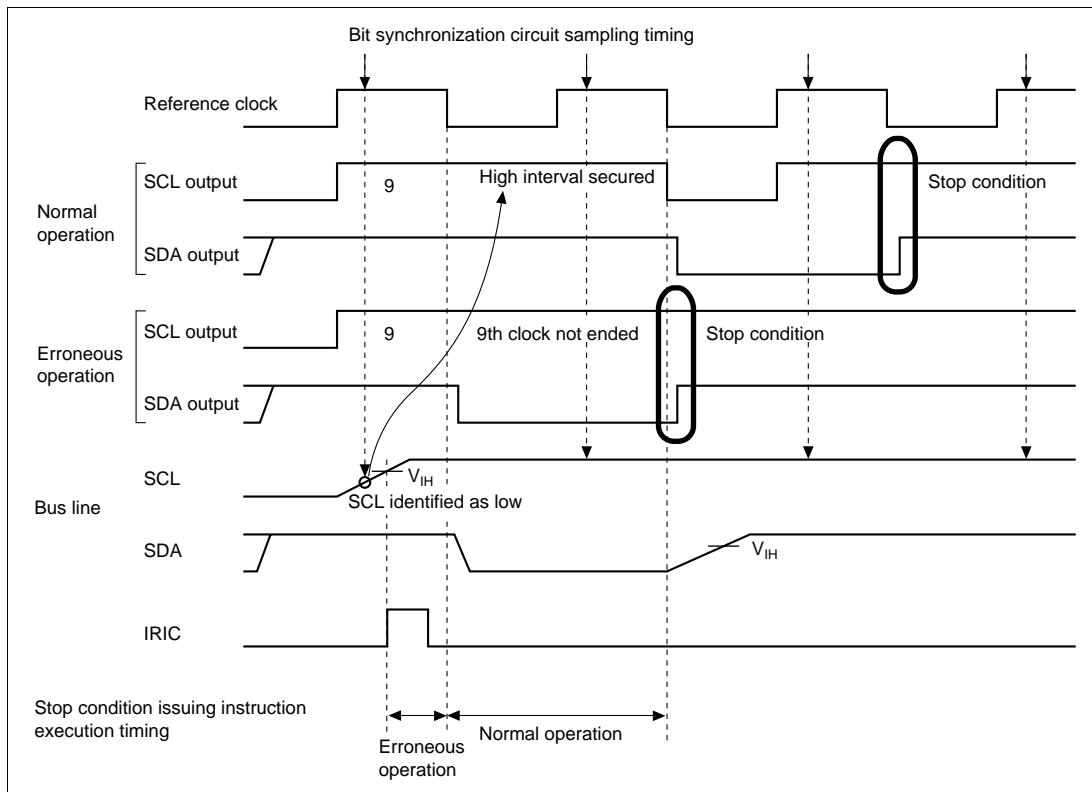 Bit synchronization circuit sampling timing
Reference clock
Normal operation
SCL output
9
High interval secured
Stop condition
SDA output
Erroneous operation
SCL output
9
9th clock not ended
Stop condition
SDA output
Bus line
SCL
VIH
SCL identified as low
SDA
VIH
IRIC
Stop condition issuing instruction
execution timing
Erroneous
operation
Normal operation